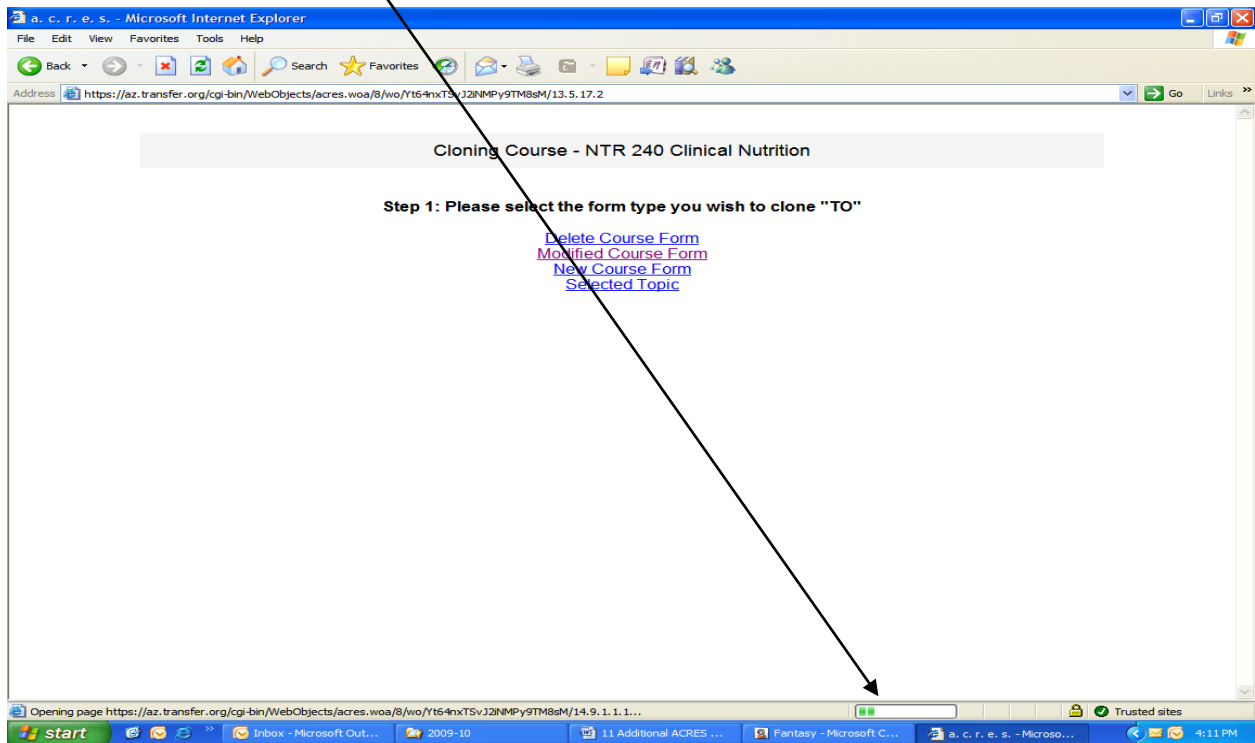 a. c. r. e. s. - Microsoft Internet Explorer
File Edit View Favorites Tools Help
Back Search Favorites
Address https://az.transfer.org/cgi-bin/WebObjects/acres.woa/8/wo/Yt64nxTSvJ2iNMPy9TM8sM/13.5.17.2 Go Links »
Cloning Course - NTR 240 Clinical Nutrition
Step 1: Please select the form type you wish to clone "TO"
Delete Course Form
Modified Course Form
New Course Form
Selected Topic
Opening page https://az.transfer.org/cgi-bin/WebObjects/acres.woa/8/wo/Yt64nxTSvJ2iNMPy9TM8sM/14.9.1.1.1... Trusted sites
start » Inbox - Microsoft Out... 2009-10 11 Additional ACRES ... Fantasy - Microsoft C... a. c. r. e. s. - Microso... 4:11 PM